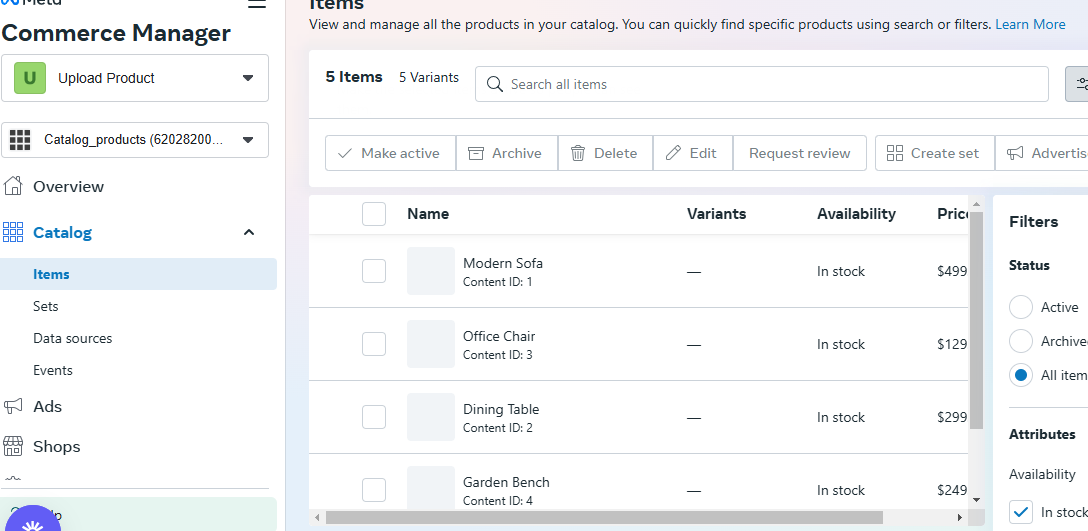 Meta
Commerce Manager
U Upload Product
Catalog_products (62028200...
Overview
Catalog
Items
Sets
Data sources
Events
Ads
Shops
Items
View and manage all the products in your catalog. You can quickly find specific products using search or filters. Learn More
5 Items 5 Variants Search all items
Make active Archive Delete Edit Request review Create set Advertis
Name Variants Availability Price
Modern Sofa
Content ID: 1
— In stock $499
Office Chair
Content ID: 3
— In stock $129
Dining Table
Content ID: 2
— In stock $299
Garden Bench
Content ID: 4
— In stock $249
Filters
Status
Active
Archive
All item
Attributes
Availability
In stock